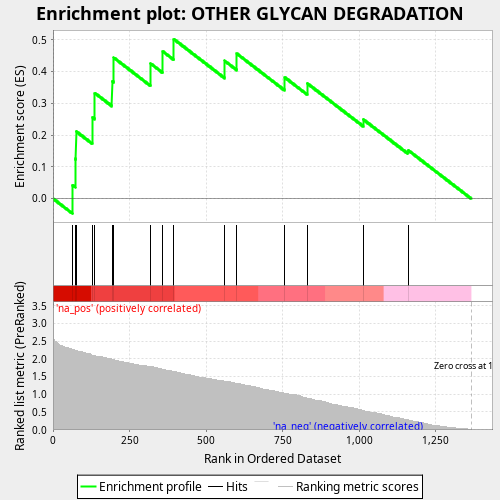 Enrichment plot: OTHER GLYCAN DEGRADATION
Enrichment score (ES)
0.5
0.4
0.3
0.2
0.1
0.0
'na_pos' (positively correlated)
Ranked list metric (PreRanked)
3.5
3.0
2.5
2.0
1.5
1.0
0.5
0.0
Zero cross at 1
'na_neg' (negatively correlated)
0 250 500 750 1,000 1,250
Rank in Ordered Dataset
Enrichment profile Hits Ranking metric scores